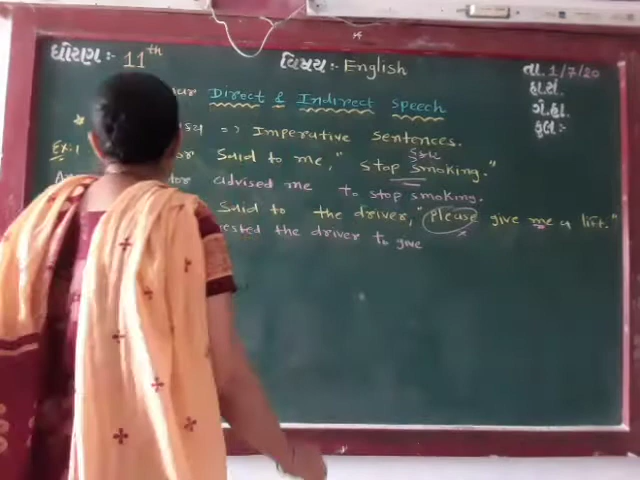 ધોરણ :- 11th વિષય :- English તા. 1/7/20
હા.સં.
ગે.હા.
કુલ :-
Direct & Indirect speech
=> Imperative sentences.
Ex:1 Said to me, "Stop smoking."
advised me to stop smoking.
Said to the driver, "please give me a lift."
the driver to give